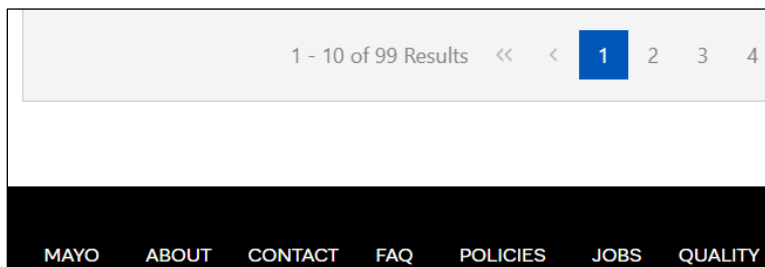 1 - 10 of 99 Results << < 1 2 3 4
MAYO ABOUT CONTACT FAQ POLICIES JOBS QUALITY